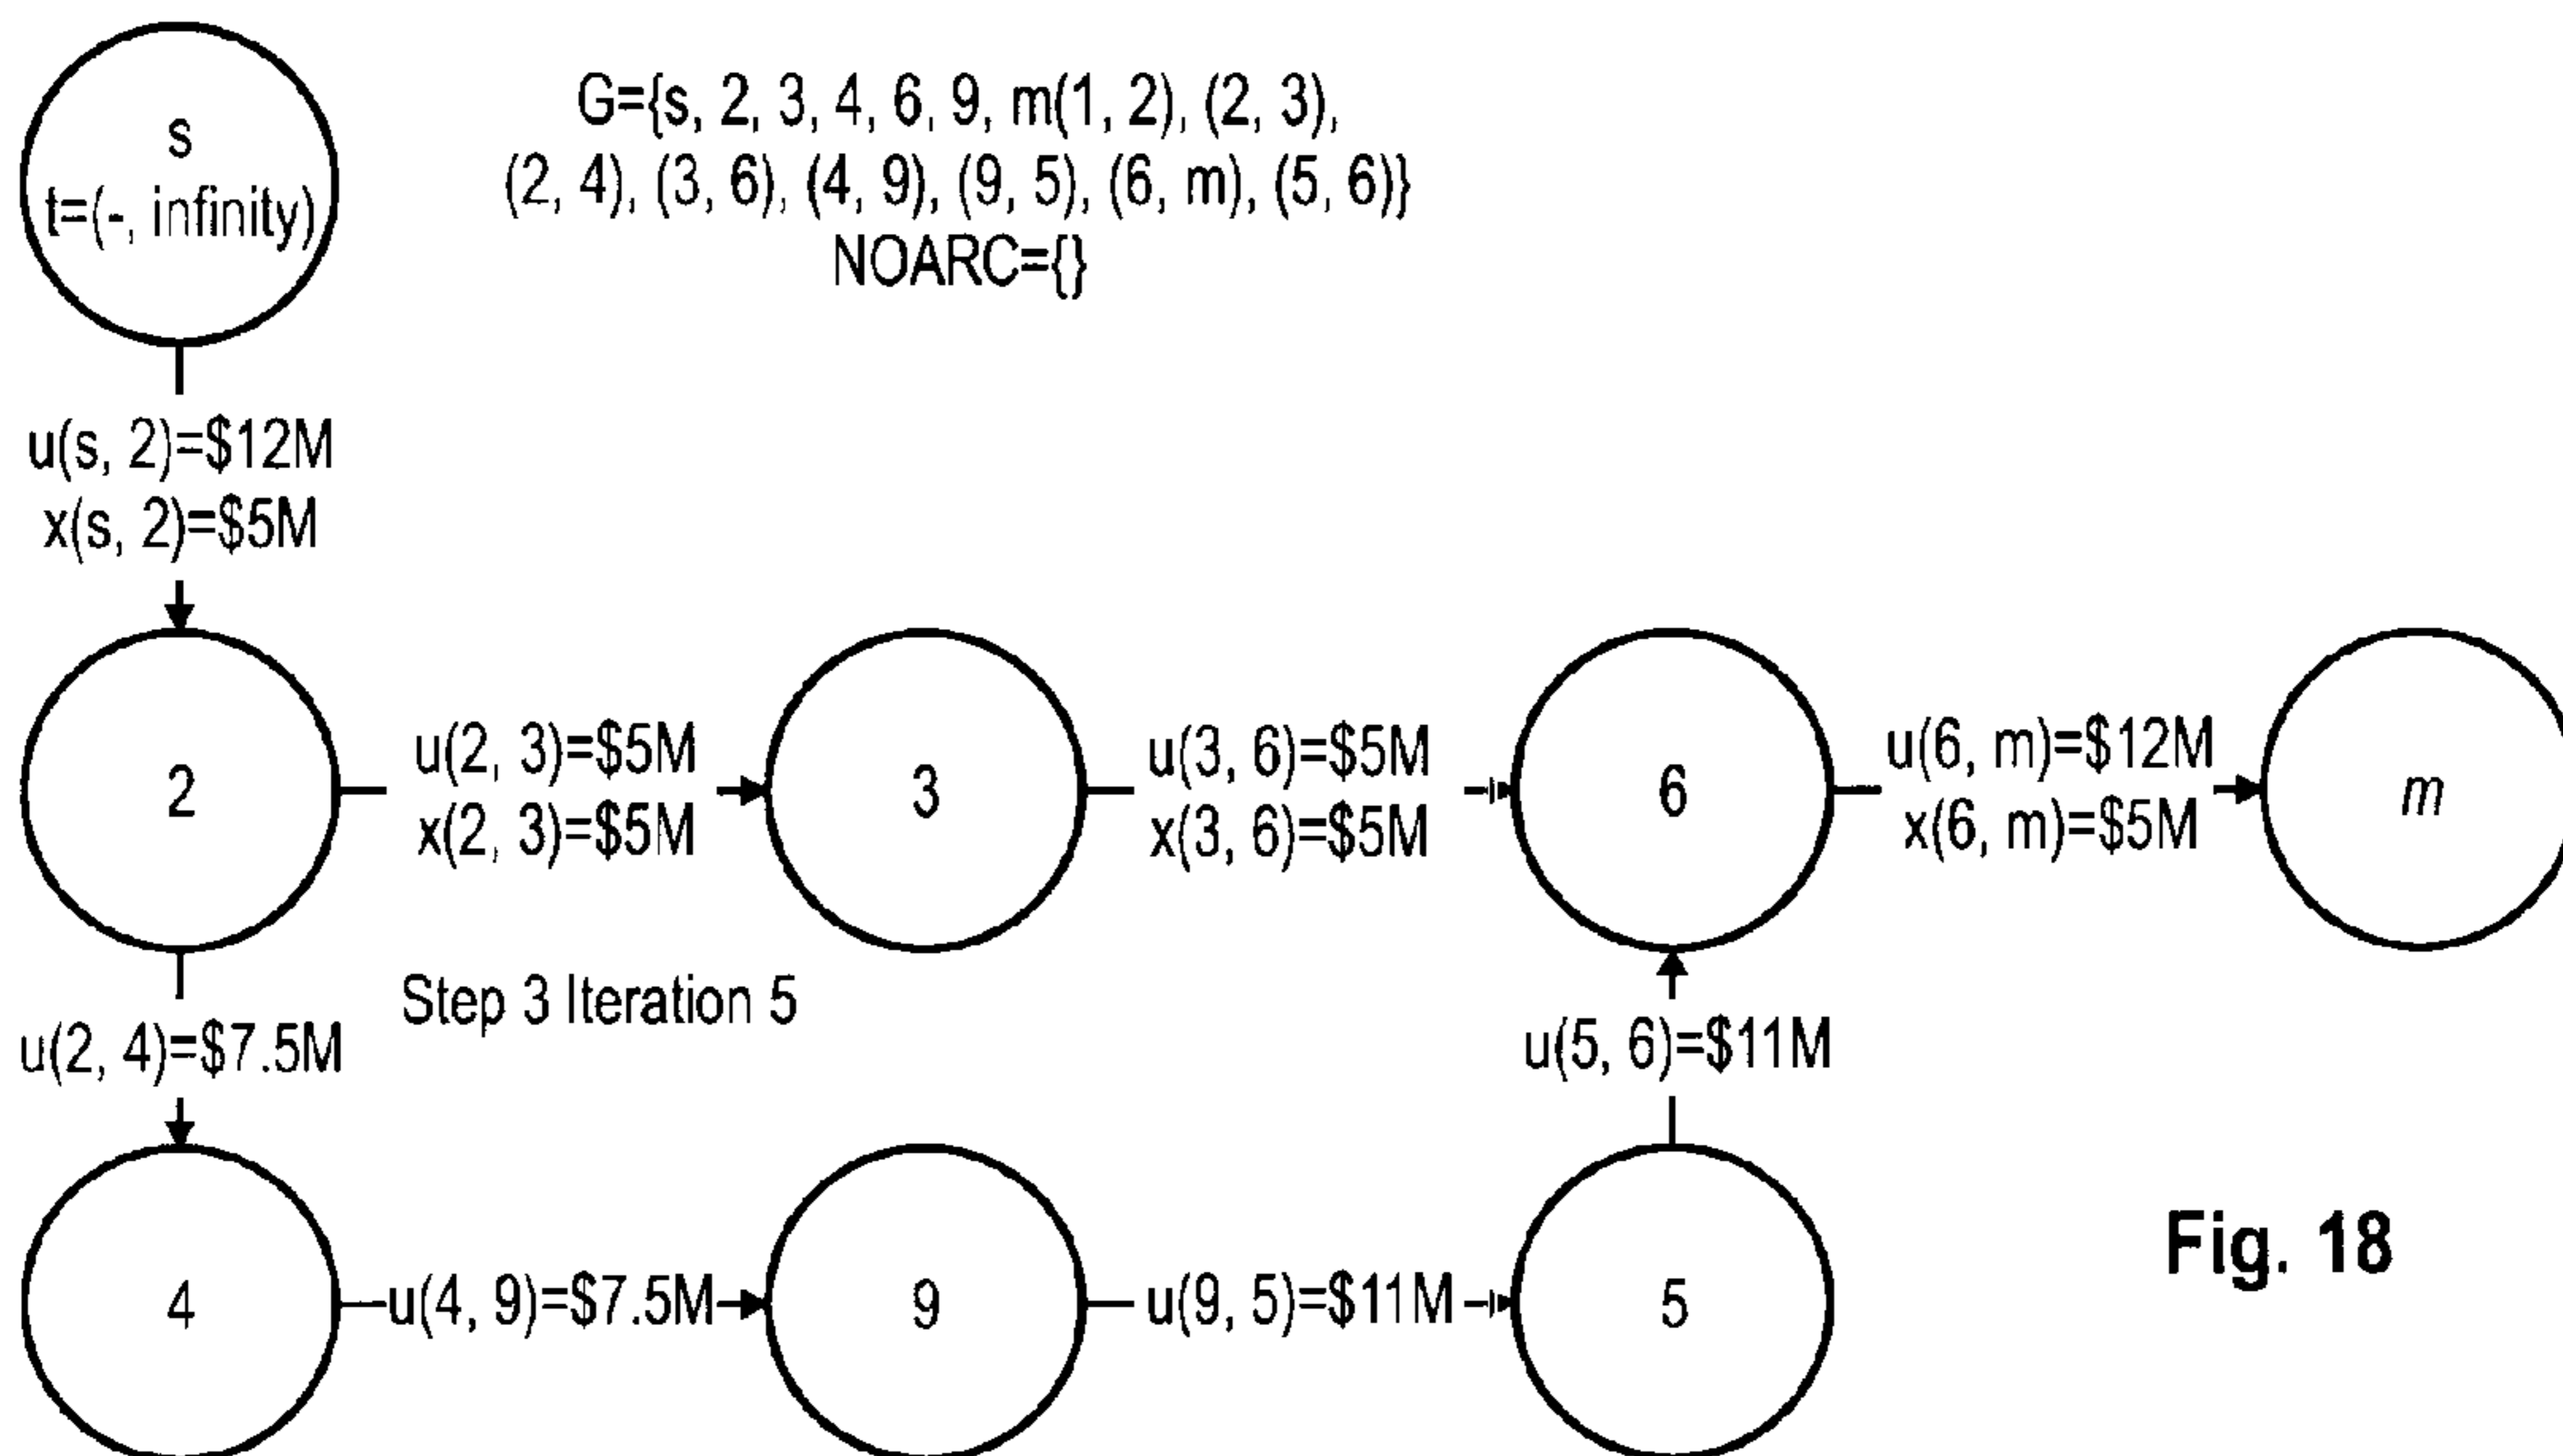 s
t=(-, infinity)
G={s, 2, 3, 4, 6, 9, m(1, 2), (2, 3),
(2, 4), (3, 6), (4, 9), (9, 5), (6, m), (5, 6)}
NOARC={}
u(s, 2)=$12M
x(s, 2)=$5M
2
u(2, 3)=$5M
x(2, 3)=$5M
3
u(3, 6)=$5M
x(3, 6)=$5M
6
u(6, m)=$12M
x(6, m)=$5M
m
Step 3 Iteration 5
u(2, 4)=$7.5M
u(5, 6)=$11M
4
u(4, 9)=$7.5M
9
u(9, 5)=$11M
5
Fig. 18